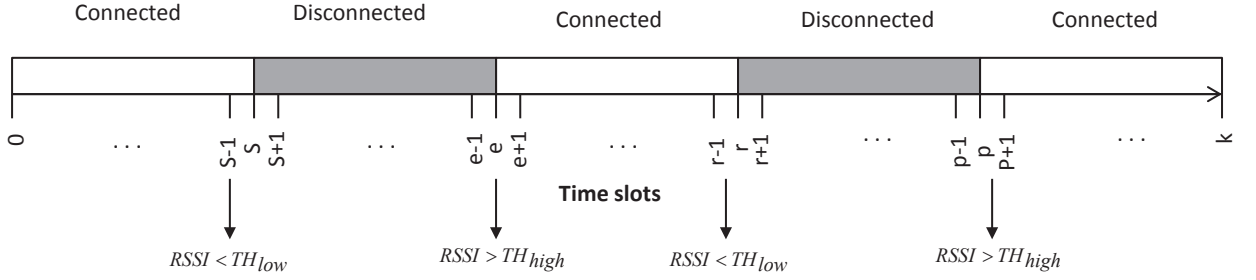 Connected Disconnected Connected Disconnected Connected
0 . . . S-1 S S+1 . . . e-1 e e+1 . . . r-1 r r+1 . . . p-1 p P+1 . . . k
Time slots
RSSI < TH_low RSSI > TH_high RSSI < TH_low RSSI > TH_high